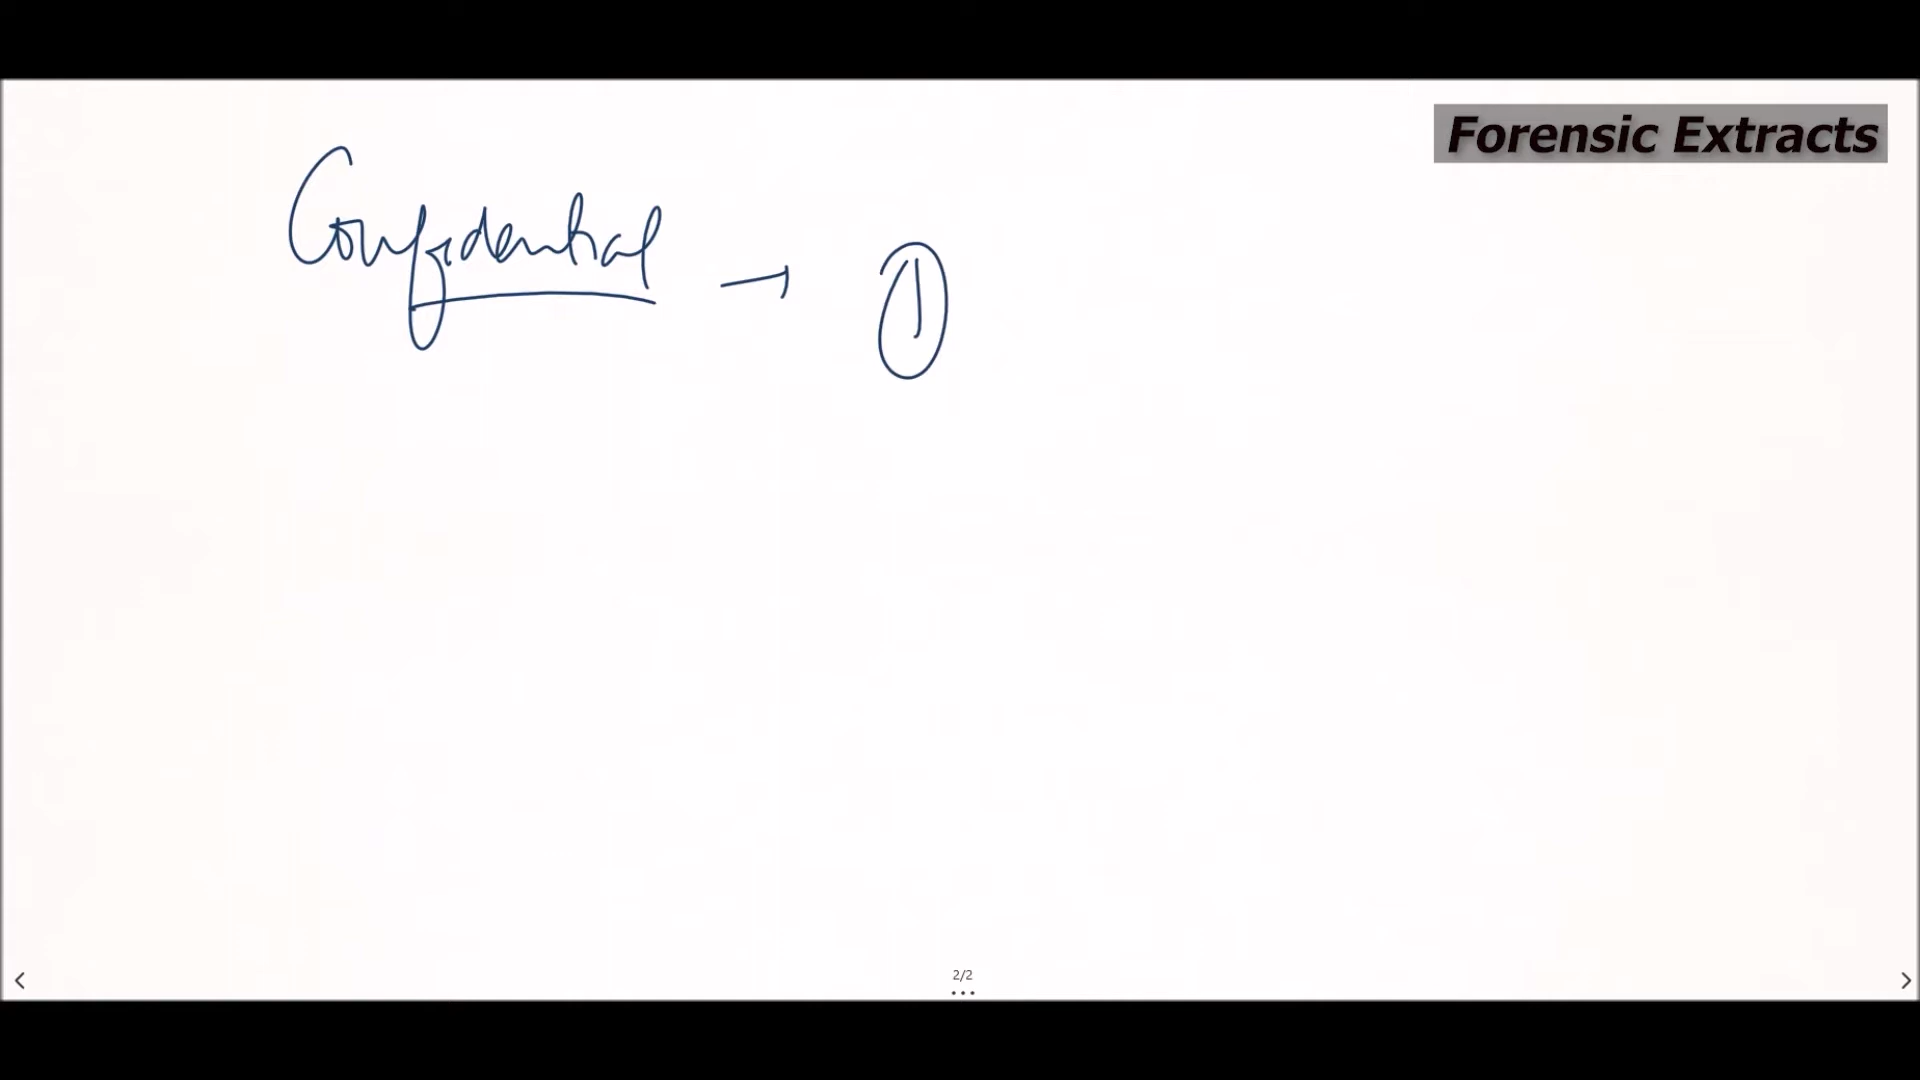 Forensic Extracts
Confidential → ①
2/2